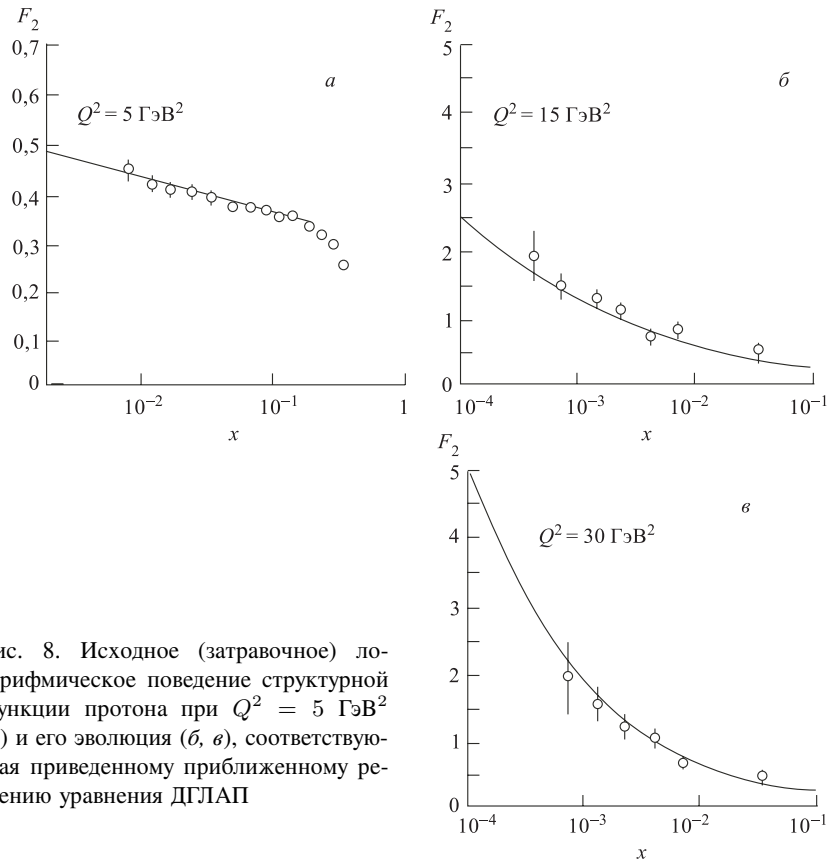 F₂
0,7
0,6
0,5
0,4
0,3
0,2
0,1
0
а
Q² = 5 ГэВ²
10⁻²
10⁻¹
1
x
F₂
5
4
3
2
1
0
б
Q² = 15 ГэВ²
10⁻⁴
10⁻³
10⁻²
10⁻¹
x
F₂
5
4
3
2
1
0
в
Q² = 30 ГэВ²
10⁻⁴
10⁻³
10⁻²
10⁻¹
x
ис. 8. Исходное (затравочное) ло-
рифмическое поведение структурной
ункции протона при Q² = 5 ГэВ²
) и его эволюция (б, в), соответствую-
ая приведенному приближенному ре-
ению уравнения ДГЛАП